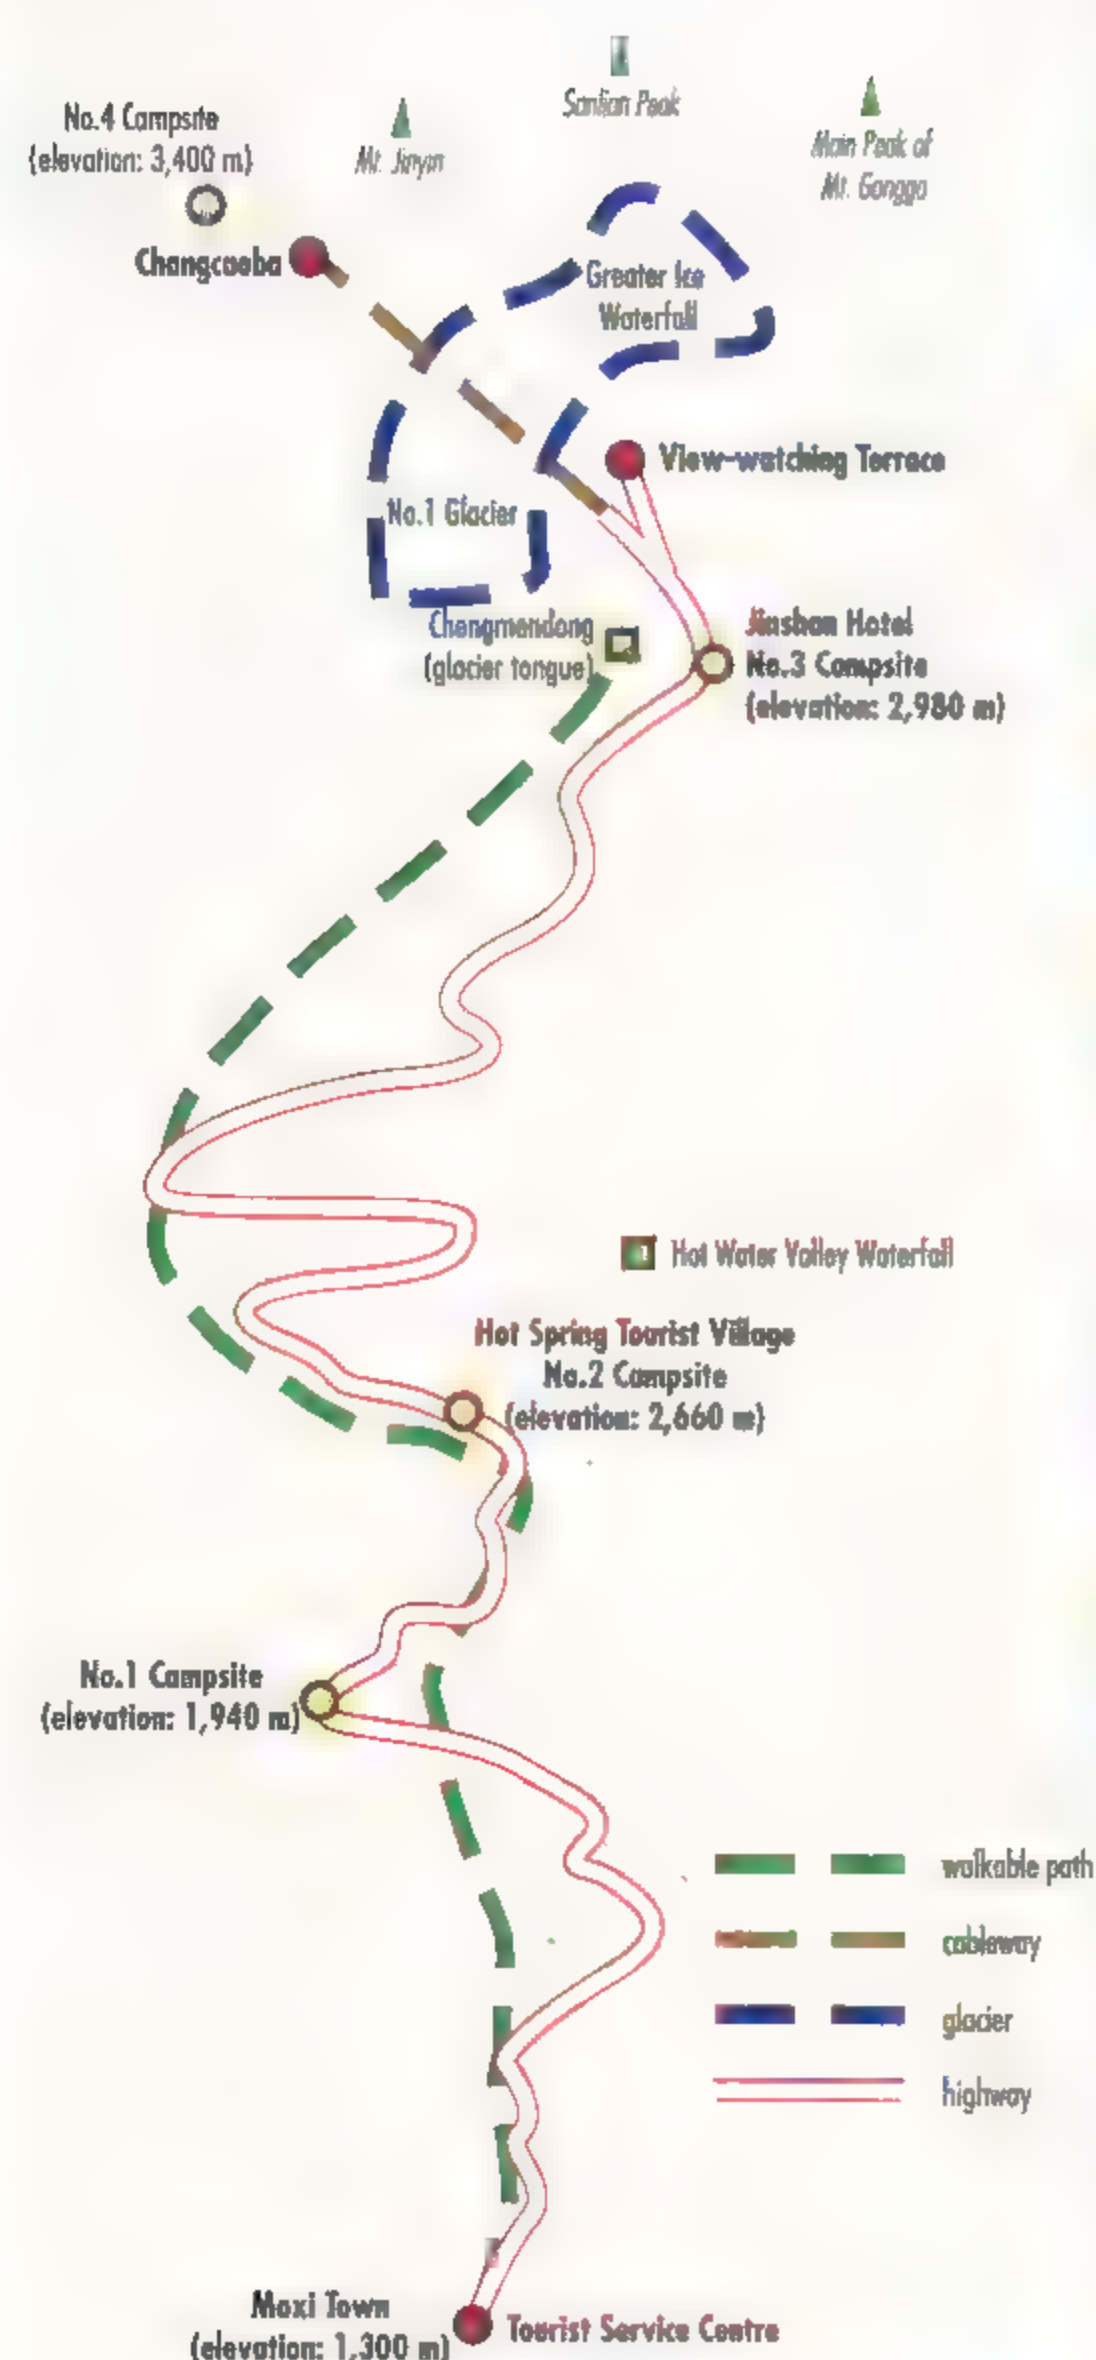 Sanlian Peak
No.4 Campsite
(elevation: 3,400 m)
Mt. Jinyin
Main Peak of
Mt. Gongga
Changcaoba
Greater Ice
Waterfall
View-watching Terrace
No.1 Glacier
Chengmendong
(glacier tongue)
Jinshan Hotel
No.3 Campsite
(elevation: 2,980 m)
Hot Water Valley Waterfall
Hot Spring Tourist Village
No.2 Campsite
(elevation: 2,660 m)
No.1 Campsite
(elevation: 1,940 m)
walkable path
cableway
glacier
highway
Moxi Town
(elevation: 1,300 m)
Tourist Service Centre